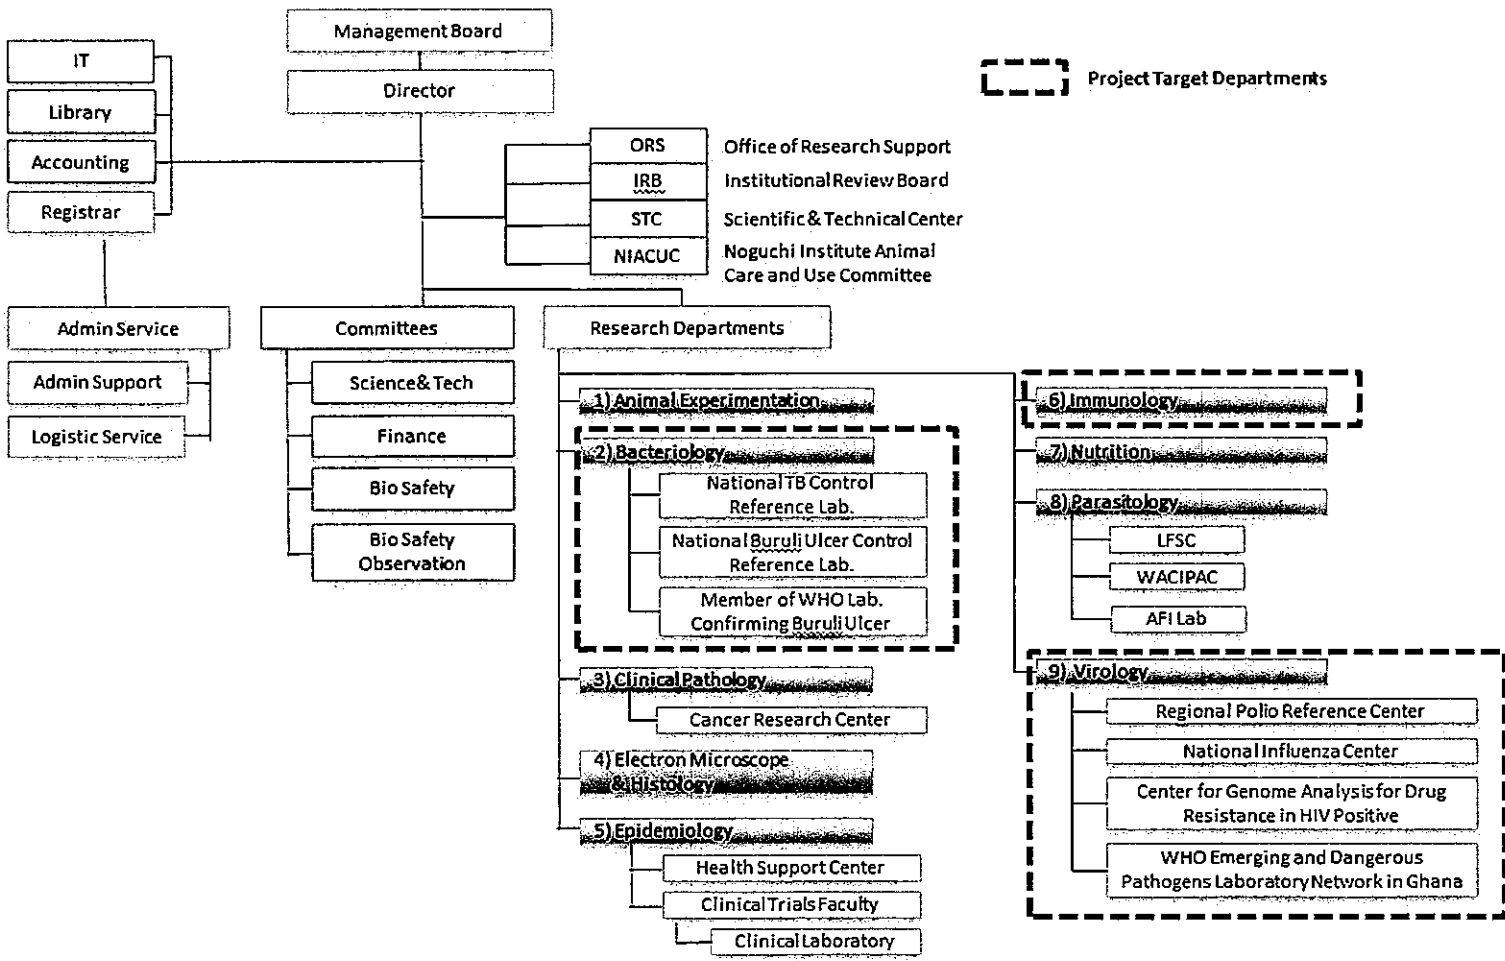 Management Board
Director
IT
Library
Accounting
Registrar
Project Target Departments
ORS Office of Research Support
IRB Institutional Review Board
STC Scientific & Technical Center
NIACUC Noguchi Institute Animal
Care and Use Committee
Admin Service
Admin Support
Logistic Service
Committees
Science & Tech
Finance
Bio Safety
Bio Safety
Observation
Research Departments
1) Animal Experimentation
2) Bacteriology
National TB Control
Reference Lab.
National Buruli Ulcer Control
Reference Lab.
Member of WHO Lab.
Confirming Buruli Ulcer
3) Clinical Pathology
Cancer Research Center
4) Electron Microscope
& Histology
5) Epidemiology
Health Support Center
Clinical Trials Faculty
Clinical Laboratory
6) Immunology
7) Nutrition
8) Parasitology
LFSC
WACIPAC
AFI Lab
9) Virology
Regional Polio Reference Center
National Influenza Center
Center for Genome Analysis for Drug
Resistance in HIV Positive
WHO Emerging and Dangerous
Pathogens Laboratory Network in Ghana